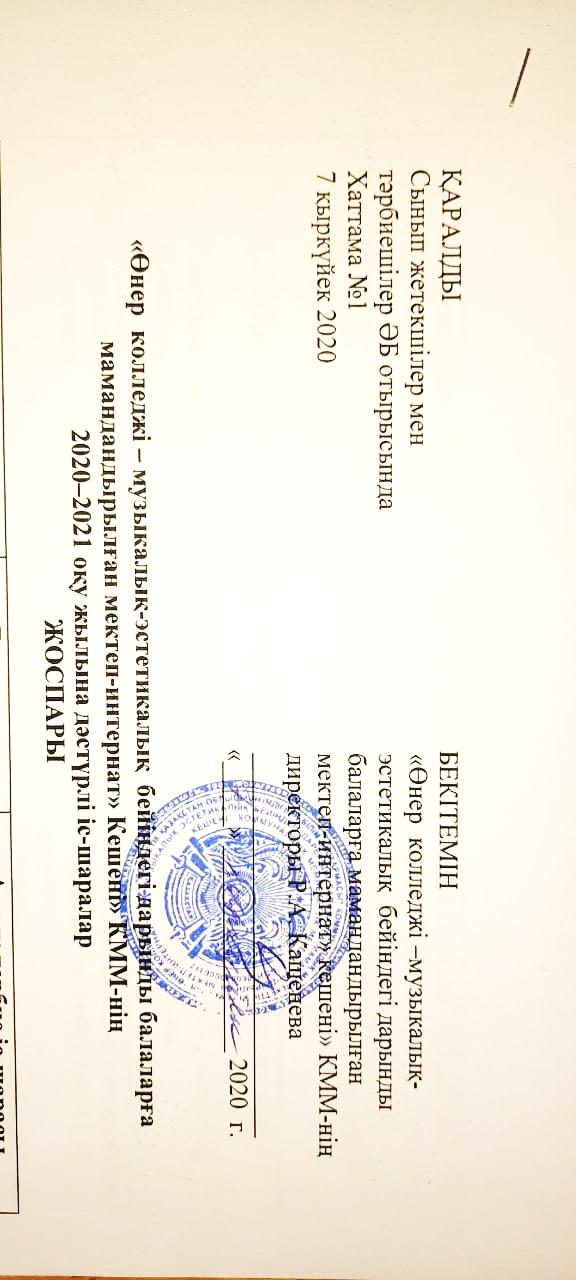 ҚАРАЛДЫ
Сынып жетекшілер мен
тәрбиешілер ӘБ отырысында
Хаттама №1
7 қыркүйек 2020
БЕКІТЕМІН
«Өнер колледжі –музыкалық-
эстетикалық бейіндегі дарынды
балаларға мамандандырылған
мектеп-интернат» кешені» КММ-нің
директоры Р.А. Кащенева
« » 2020 г.
«Өнер колледжі – музыкалық-эстетикалық бейіндегі дарынды балаларға
мамандандырылған мектеп-интернат» Кешені» КММ-нің
2020–2021 оқу жылына дәстүрлі іс-шаралар
ЖОСПАРЫ